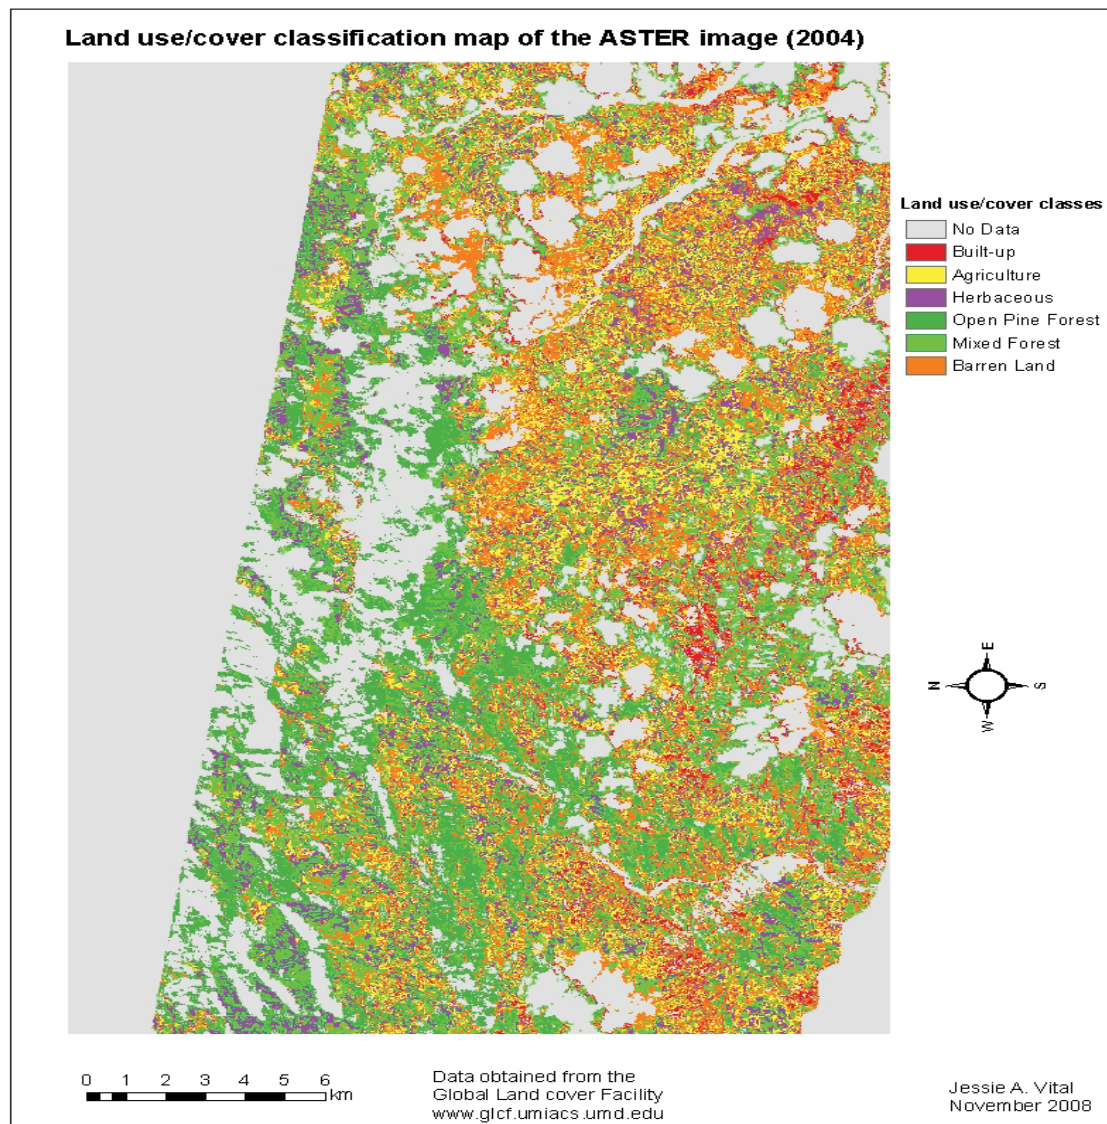 Land use/cover classification map of the ASTER image (2004)
Land use/cover classes
No Data
Built-up
Agriculture
Herbaceous
Open Pine Forest
Mixed Forest
Barren Land
E
N
S
W
0 1 2 3 4 5 6
km
Data obtained from the
Global Land cover Facility
www.glcf.umiacs.umd.edu
Jessie A. Vital
November 2008